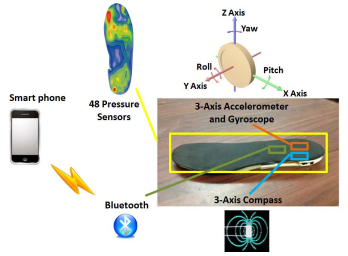 Z Axis
Yaw
Roll
Pitch
Y Axis
X Axis
48 Pressure
Sensors
Smart phone
3-Axis Accelerometer
and Gyroscope
Bluetooth
3-Axis Compass